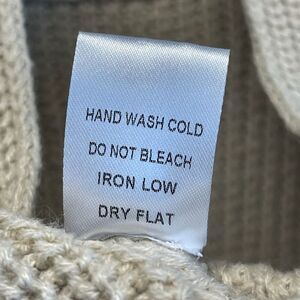 HAND WASH COLD
DO NOT BLEACH
IRON LOW
DRY FLAT